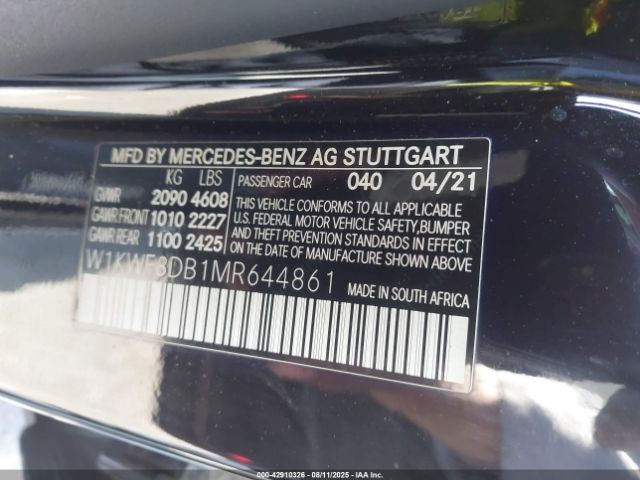 MFD BY MERCEDES-BENZ AG STUTTGART
KG LBS
GVWR 2090 4608
GAWR FRONT 1010 2227
GAWR REAR 1100 2425
PASSENGER CAR 040 04/21
THIS VEHICLE CONFORMS TO ALL APPLICABLE
U.S. FEDERAL MOTOR VEHICLE SAFETY,BUMPER
AND THEFT PREVENTION STANDARDS IN EFFECT
ON THE DATE OF MANUFACTURE SHOWN ABOVE
W1KWF8DB1MR644861
MADE IN SOUTH AFRICA
000-42910326 - 08/11/2025 - IAA, Inc.